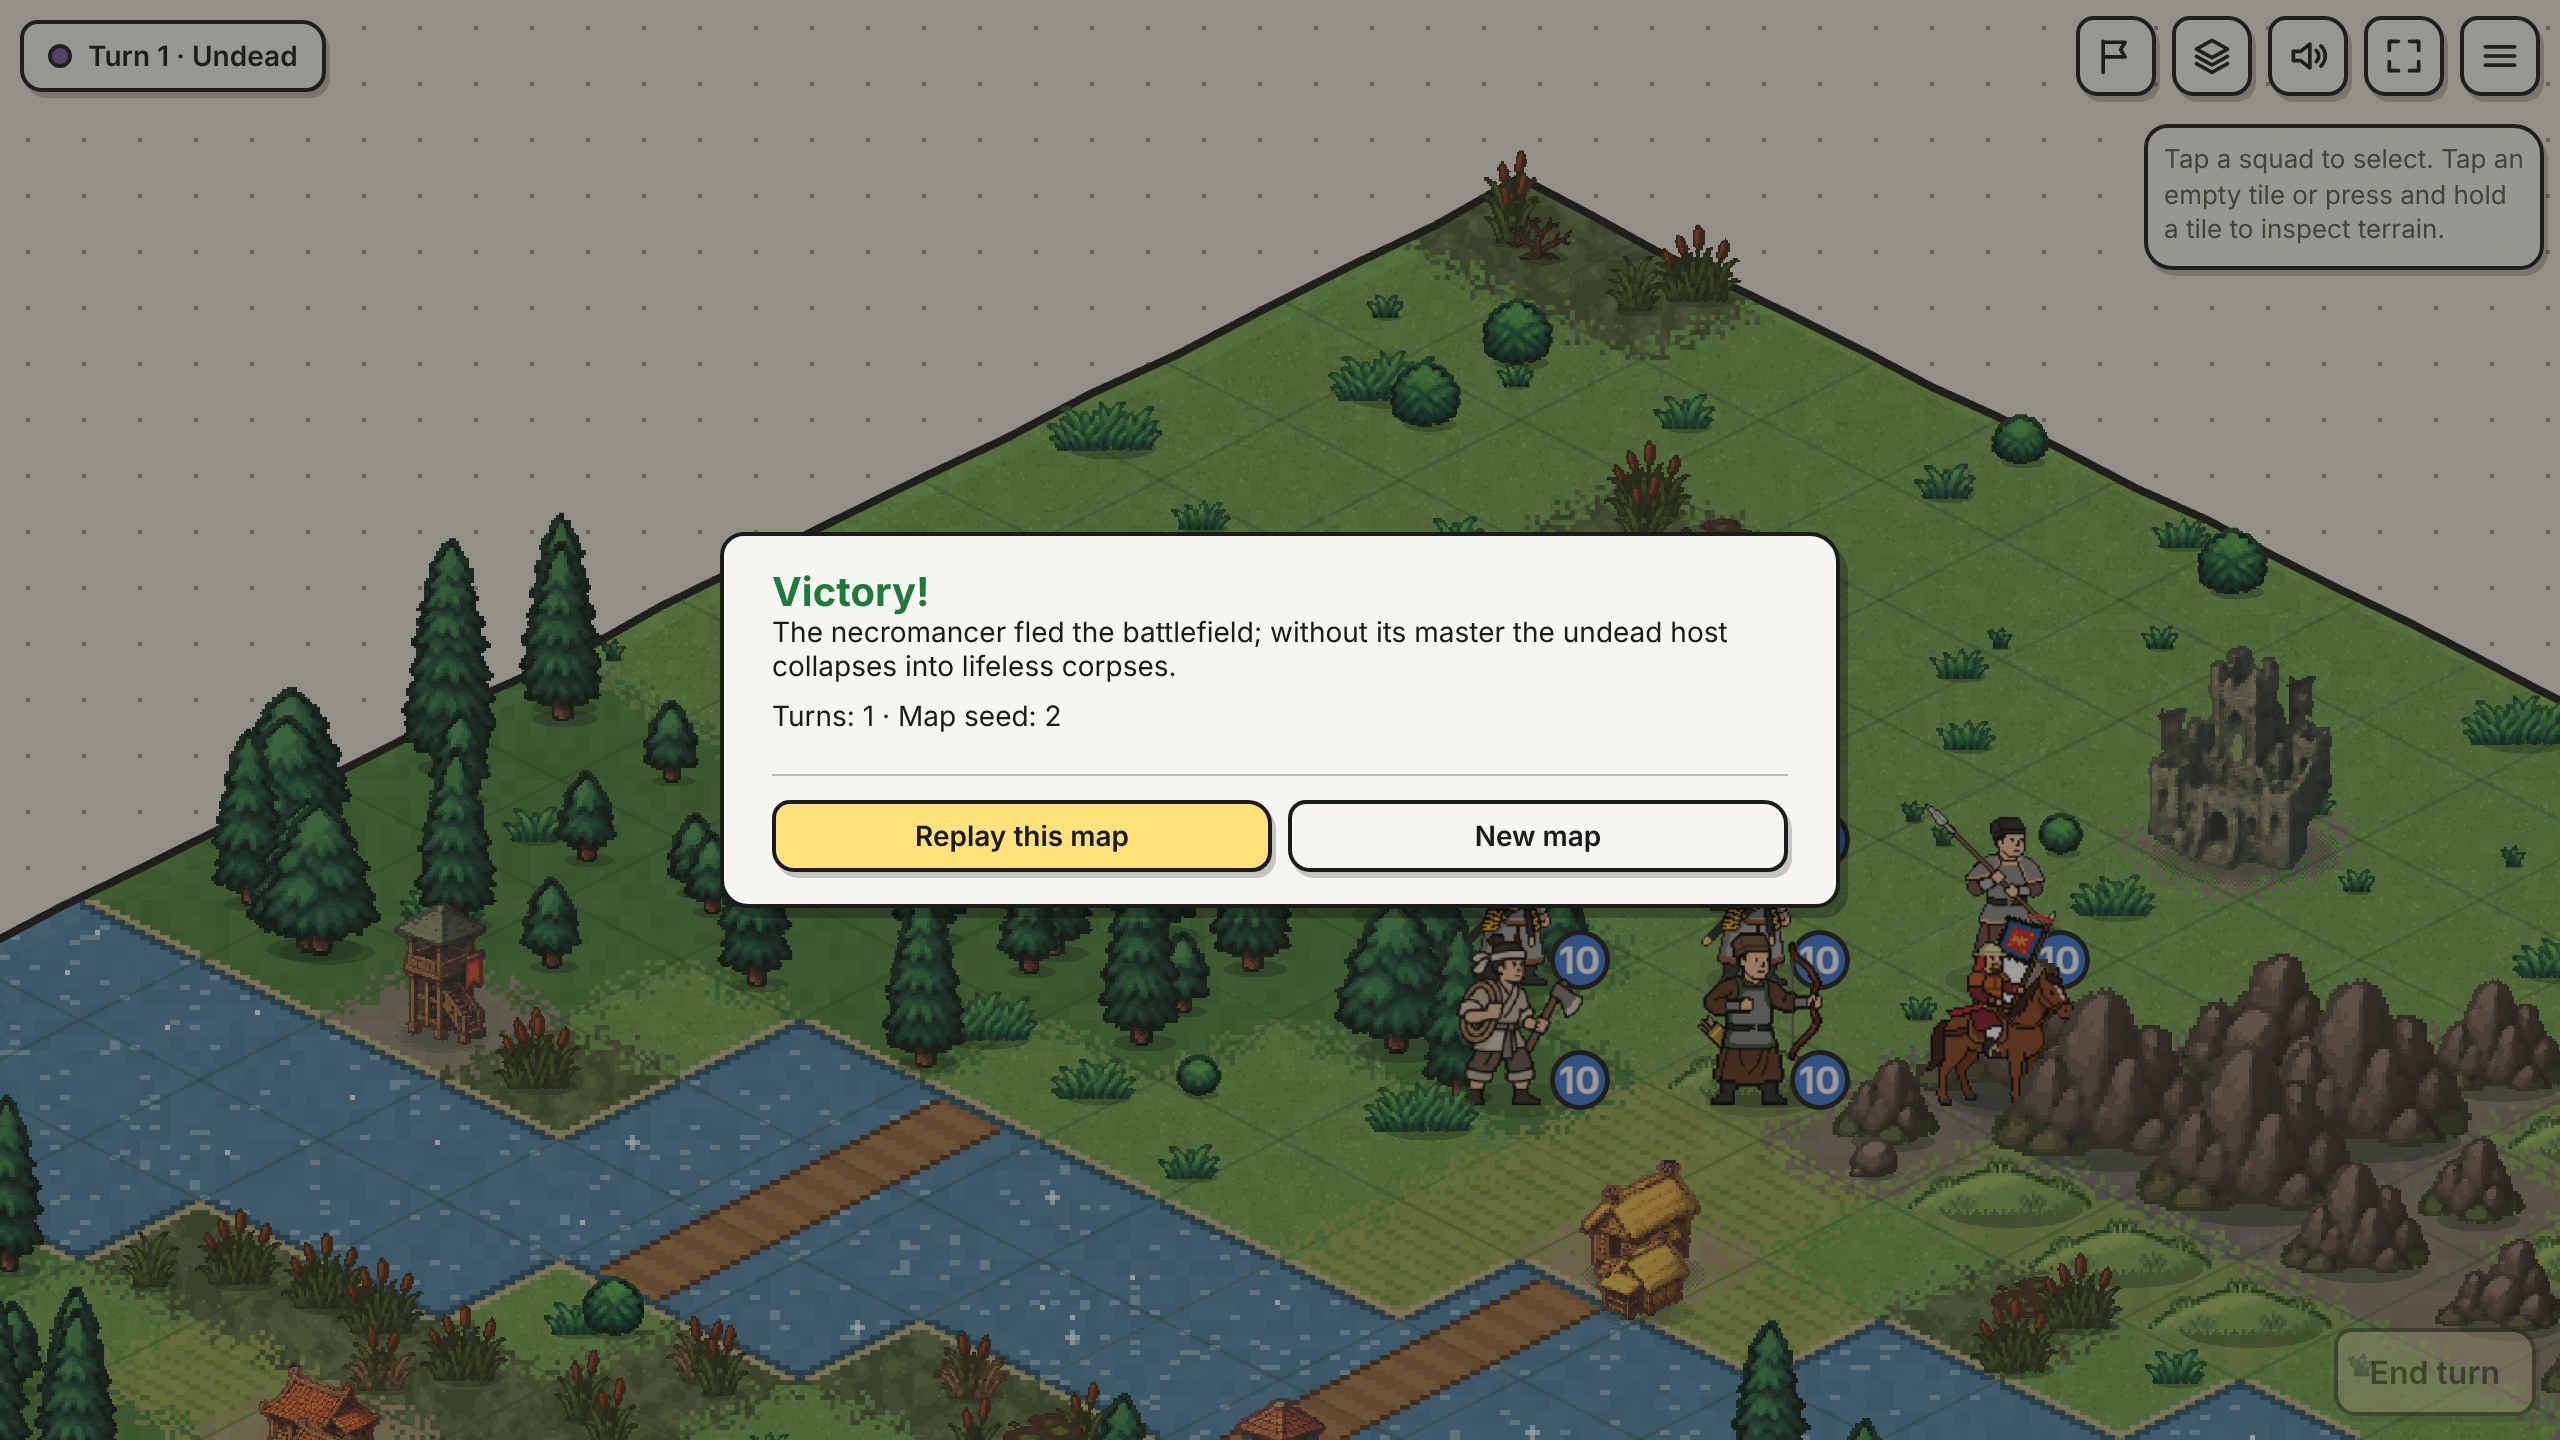 Turn 1 · Undead
Tap a squad to select. Tap an
empty tile or press and hold
a tile to inspect terrain.
Victory!
The necromancer fled the battlefield; without its master the undead host
collapses into lifeless corpses.
Turns: 1 · Map seed: 2
Replay this map
New map
10
10
10
10
10
End turn